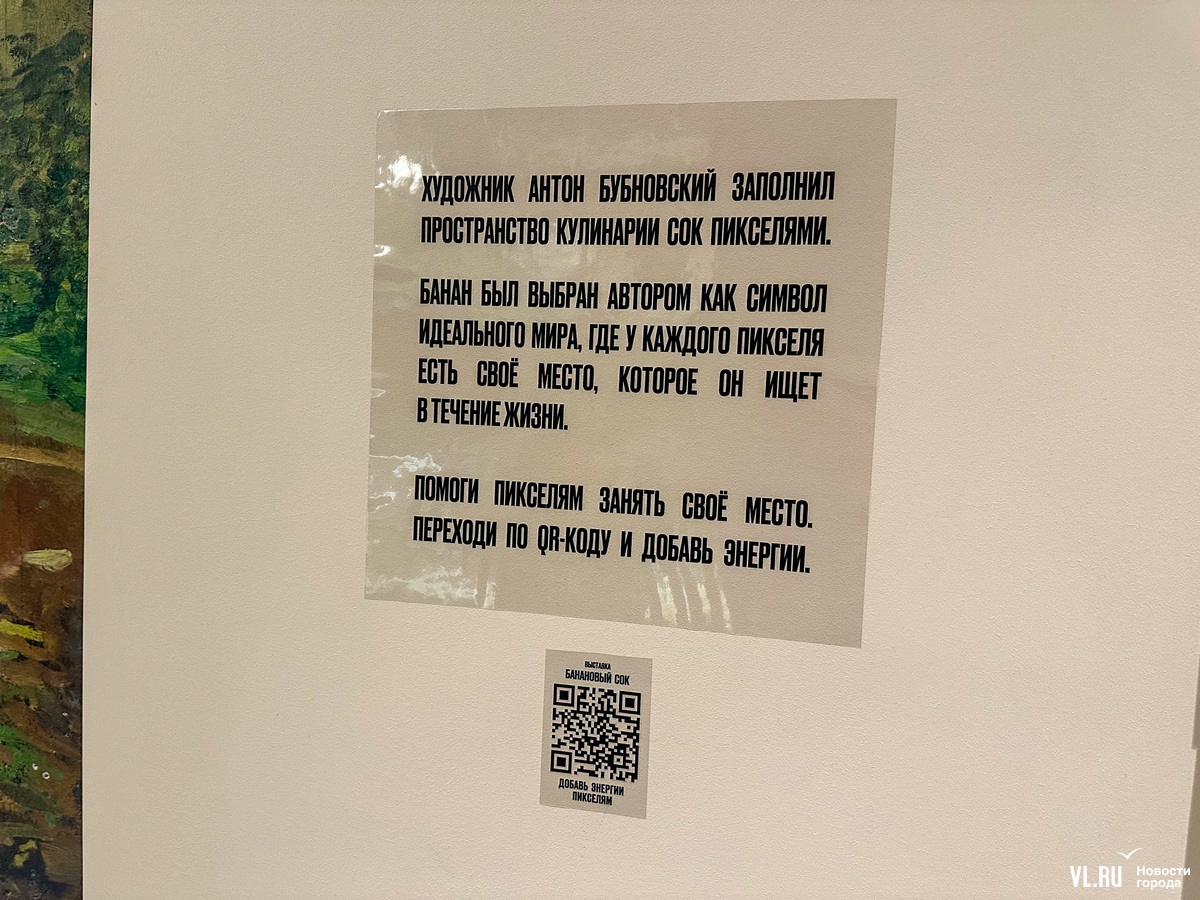 ХУДОЖНИК АНТОН БУБНОВСКИЙ ЗАПОЛНИЛ
ПРОСТРАНСТВО КУЛИНАРИИ СОК ПИКСЕЛЯМИ.
БАНАН БЫЛ ВЫБРАН АВТОРОМ КАК СИМВОЛ
ИДЕАЛЬНОГО МИРА, ГДЕ У КАЖДОГО ПИКСЕЛЯ
ЕСТЬ СВОЁ МЕСТО, КОТОРОЕ ОН ИЩЕТ
В ТЕЧЕНИЕ ЖИЗНИ.
ПОМОГИ ПИКСЕЛЯМ ЗАНЯТЬ СВОЁ МЕСТО.
ПЕРЕХОДИ ПО QR-КОДУ И ДОБАВЬ ЭНЕРГИИ.
ВЫСТАВКА
БАНАНОВЫЙ СОК
ДОБАВЬ ЭНЕРГИИ
ПИКСЕЛЯМ
VL.RU Новости
города